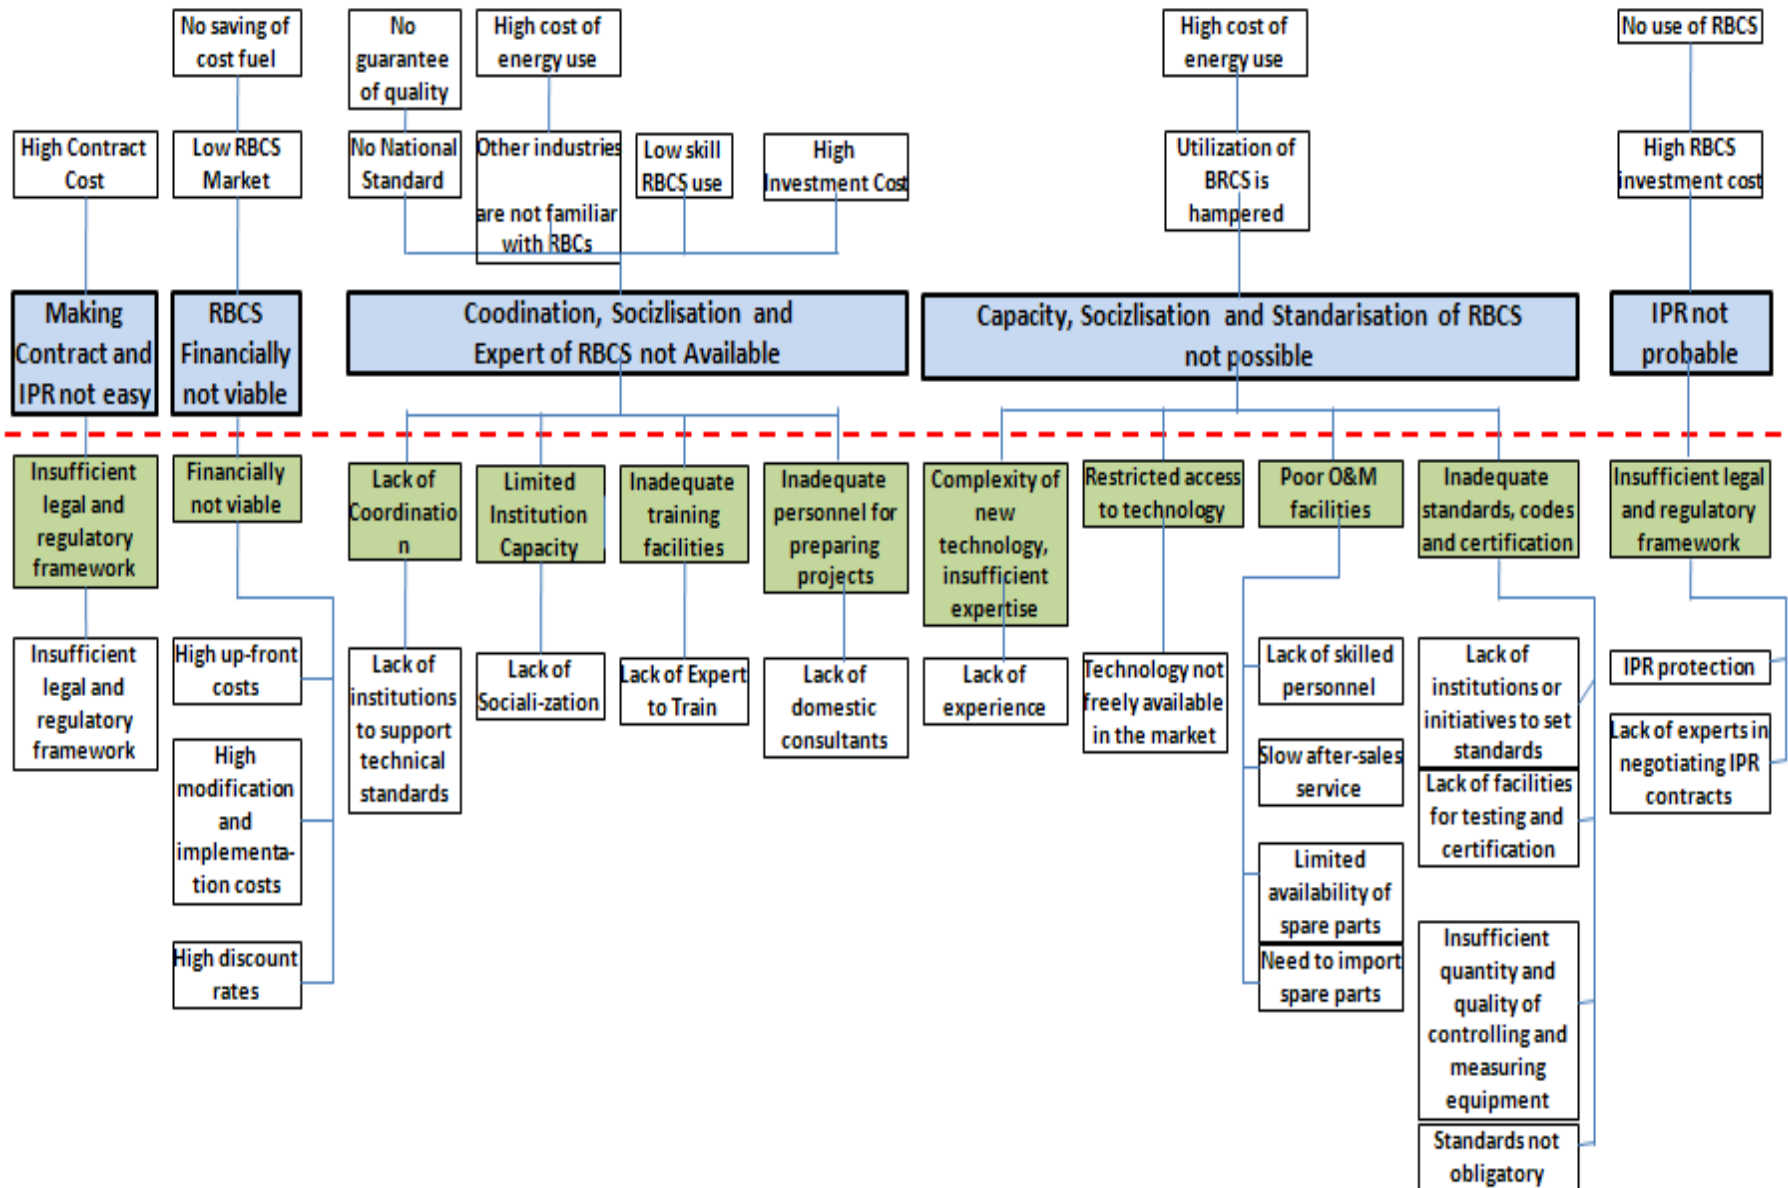 No saving of
cost fuel
No
guarantee
of quality
High cost of
energy use
High cost of
energy use
No use of RBCS
High Contract
Cost
Low RBCS
Market
No National
Standard
Other industries
are not familiar
with RBCs
Low skill
RBCS use
High
Investment Cost
Utilization of
BRCS is
hampered
High RBCS
investment cost
Making
Contract and
IPR not easy
RBCS
Financially
not viable
Coodination, Socizlisation and
Expert of RBCS not Available
Capacity, Socizlisation and Standarisation of RBCS
not possible
IPR not
probable
Insufficient
legal and
regulatory
framework
Financially
not viable
Lack of
Coordinatio
n
Limited
Institution
Capacity
Inadequate
training
facilities
Inadequate
personnel for
preparing
projects
Complexity of
new
technology,
insufficient
expertise
Restricted access
to technology
Poor O&M
facilities
Inadequate
standards, codes
and certification
Insufficient legal
and regulatory
framework
Insufficient
legal and
regulatory
framework
High up-front
costs
High
modification
and
implementa-
tion costs
High discount
rates
Lack of
institutions
to support
technical
standards
Lack of
Sociali-zation
Lack of Expert
to Train
Lack of
domestic
consultants
Lack of
experience
Technology not
freely available
in the market
Lack of skilled
personnel
Slow after-sales
service
Limited
availability of
spare parts
Need to import
spare parts
Lack of
institutions or
initiatives to set
standards
Lack of facilities
for testing and
certification
Insufficient
quantity and
quality of
controlling and
measuring
equipment
Standards not
obligatory
IPR protection
Lack of experts in
negotiating IPR
contracts